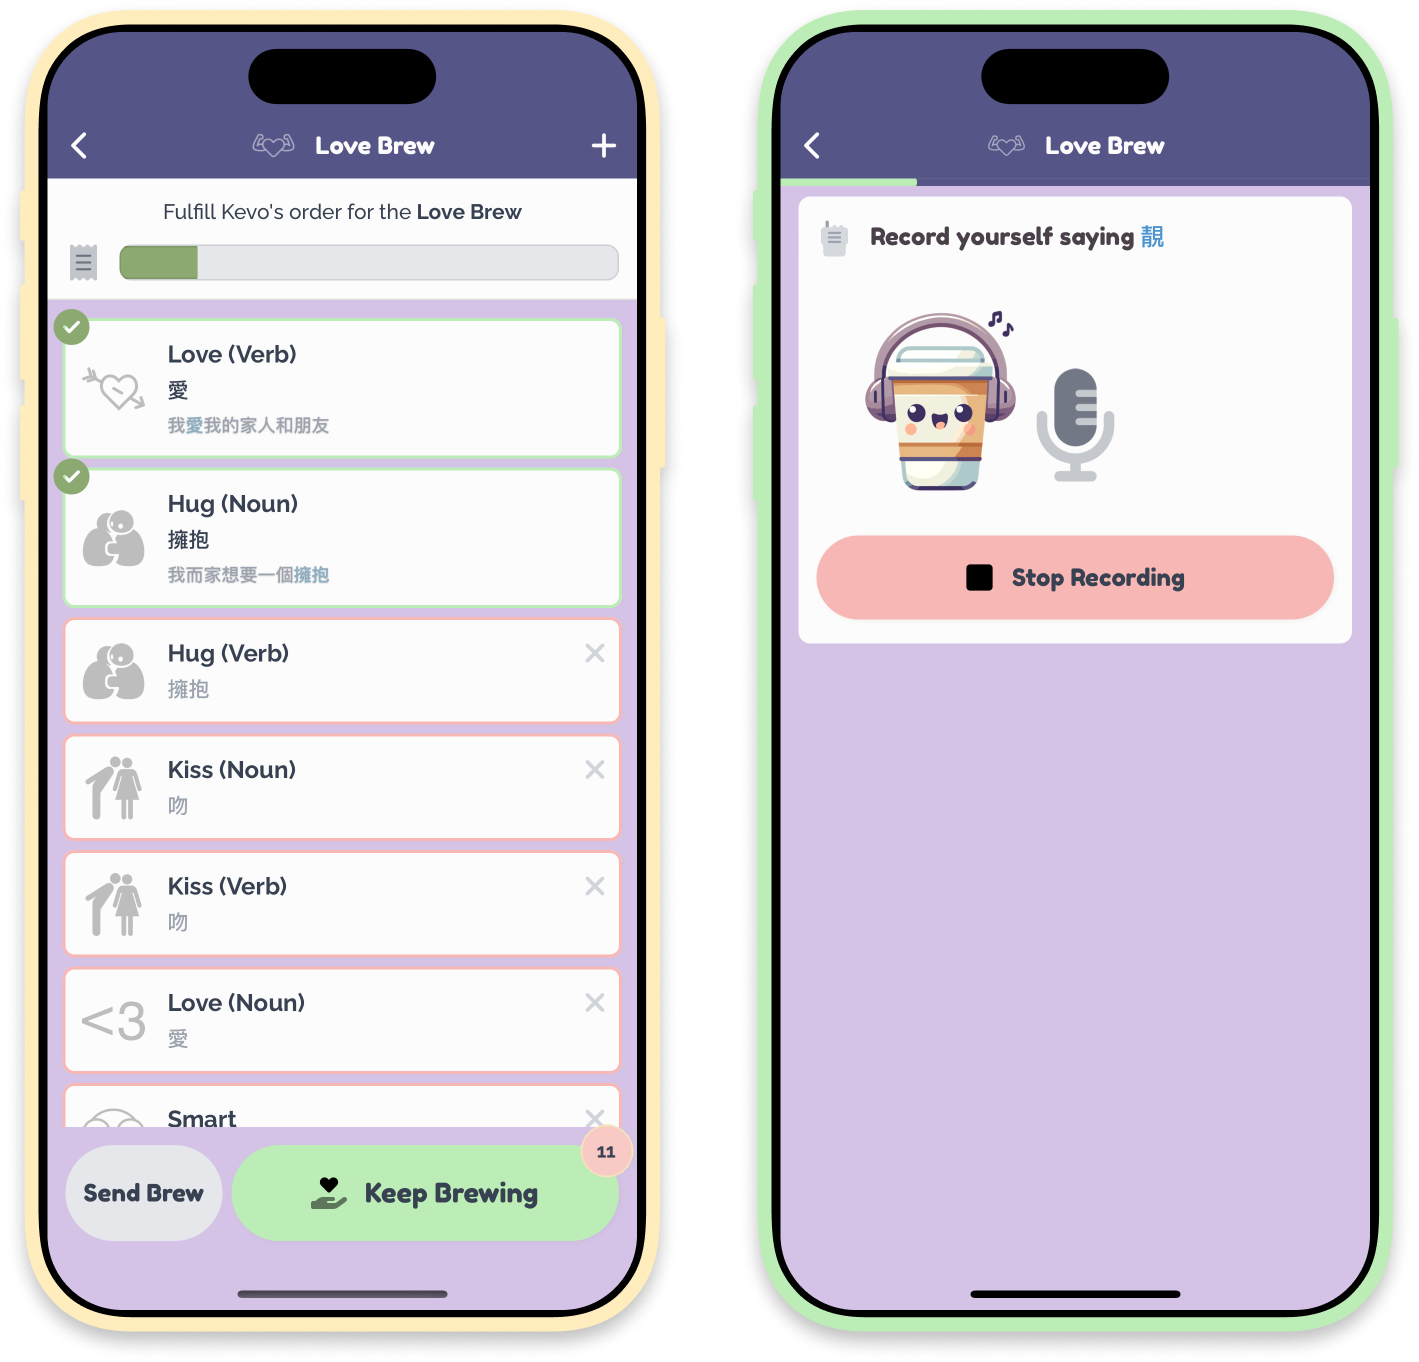 Love Brew
Fulfill Kevo's order for the Love Brew
Love (Verb)
愛
我愛我的家人和朋友
Hug (Noun)
擁抱
我而家想要一個擁抱
Hug (Verb)
擁抱
Kiss (Noun)
吻
Kiss (Verb)
吻
<3
Love (Noun)
愛
Smart
11
Send Brew
Keep Brewing
Love Brew
Record yourself saying 靚
Stop Recording